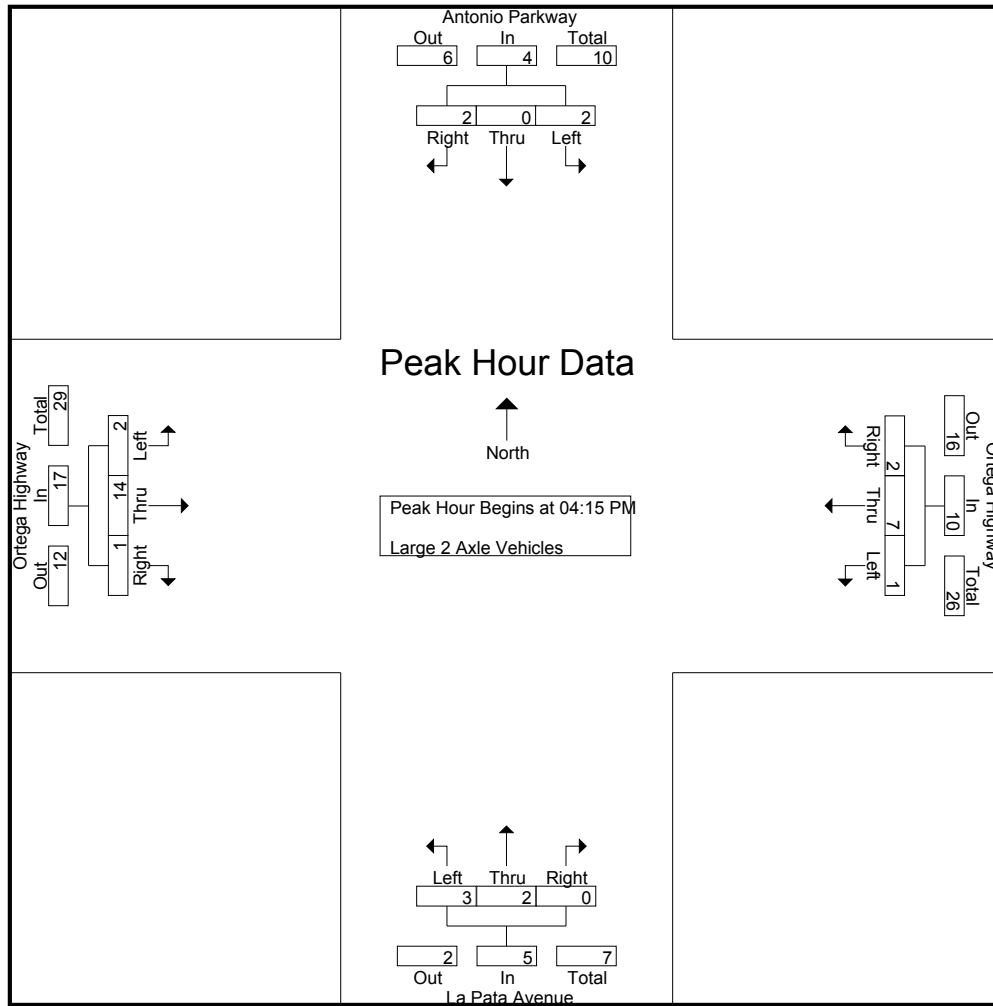 Antonio Parkway
Out In Total
6 4 10
2 0 2
Right Thru Left
Peak Hour Data
North
Peak Hour Begins at 04:15 PM
Large 2 Axle Vehicles
Ortega Highway
Out In Total
12 17 29
Right Thru Left
1 14 2
Ortega Highway
Out In Total
16 10 26
Right Thru Left
2 7 1
Left Thru Right
3 2 0
2 5 7
Out In Total
La Pata Avenue